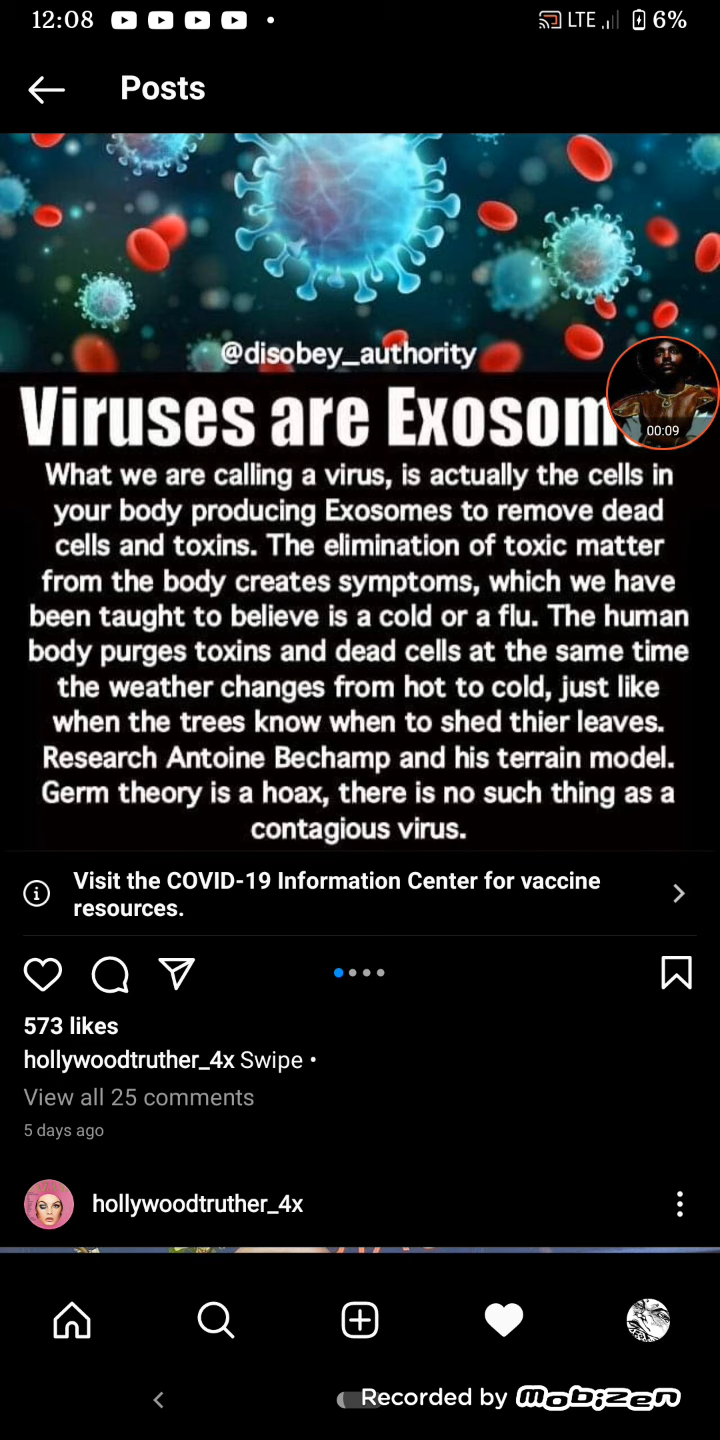 12:08
LTE 6%
Posts
@disobey_authority
Viruses are
00:09
What we are calling a virus, is actually the cells in
your body producing Exosomes to remove dead
cells and toxins. The elimination of toxic matter
from the body creates symptoms, which we have
been taught to believe is a cold or a flu. The human
body purges toxins and dead cells at the same time
the weather changes from hot to cold, just like
when the trees know when to shed thier leaves.
Research Antoine Bechamp and his terrain model.
Germ theory is a hoax, there is no such thing as a
contagious virus.
Visit the COVID-19 Information Center for vaccine
resources.
573 likes
hollywoodtruther_4x Swipe •
View all 25 comments
5 days ago
hollywoodtruther_4x
Recorded by Mobizen